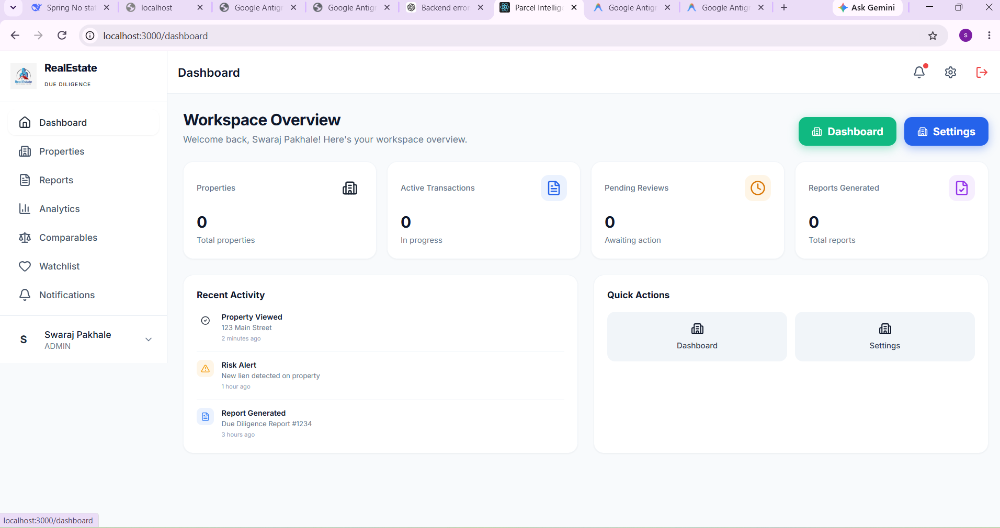 Spring No sta
localhost
Google Antig
Google Antig
Backend error
Parcel Intellig
Google Antig
Google Antig
Ask Gemini
localhost:3000/dashboard
S
RealEstate
DUE DILIGENCE
Real Estate
Dashboard
Dashboard
Properties
Reports
Analytics
Comparables
Watchlist
Notifications
S
Swaraj Pakhale
ADMIN
Workspace Overview
Welcome back, Swaraj Pakhale! Here's your workspace overview.
Dashboard
Settings
Properties
0
Total properties
Active Transactions
0
In progress
Pending Reviews
0
Awaiting action
Reports Generated
0
Total reports
Recent Activity
Property Viewed
123 Main Street
2 minutes ago
Risk Alert
New lien detected on property
1 hour ago
Report Generated
Due Diligence Report #1234
3 hours ago
Quick Actions
Dashboard
Settings
localhost:3000/dashboard